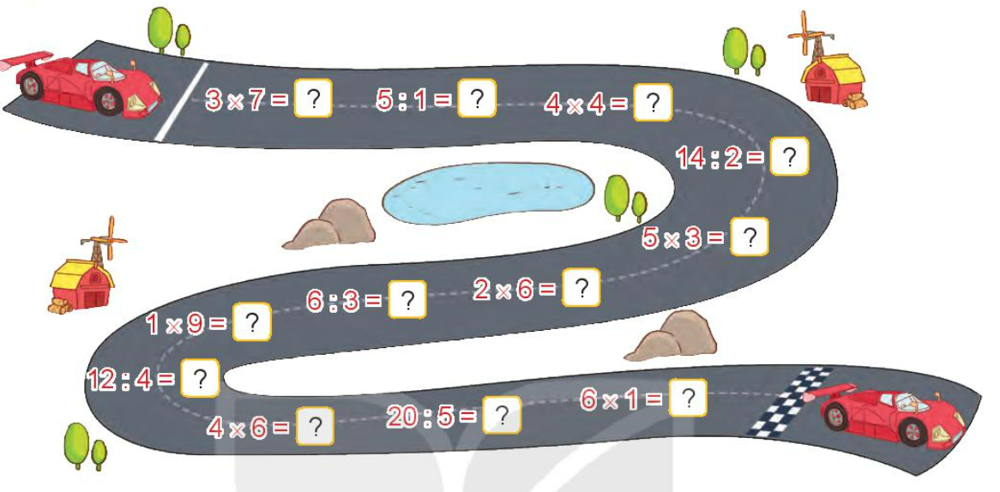 3 × 7 = ?
5 : 1 = ?
4 × 4 = ?
14 : 2 = ?
5 × 3 = ?
2 × 6 = ?
6 : 3 = ?
1 × 9 = ?
12 : 4 = ?
4 × 6 = ?
20 : 5 = ?
6 × 1 = ?